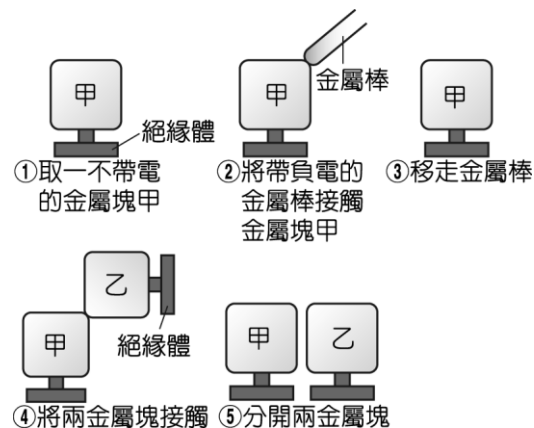 甲
絕緣體
①取一不帶電
的金屬塊甲
甲
金屬棒
②將帶負電的
金屬棒接觸
金屬塊甲
甲
③移走金屬棒
乙
甲
絕緣體
④將兩金屬塊接觸
甲
乙
⑤分開兩金屬塊